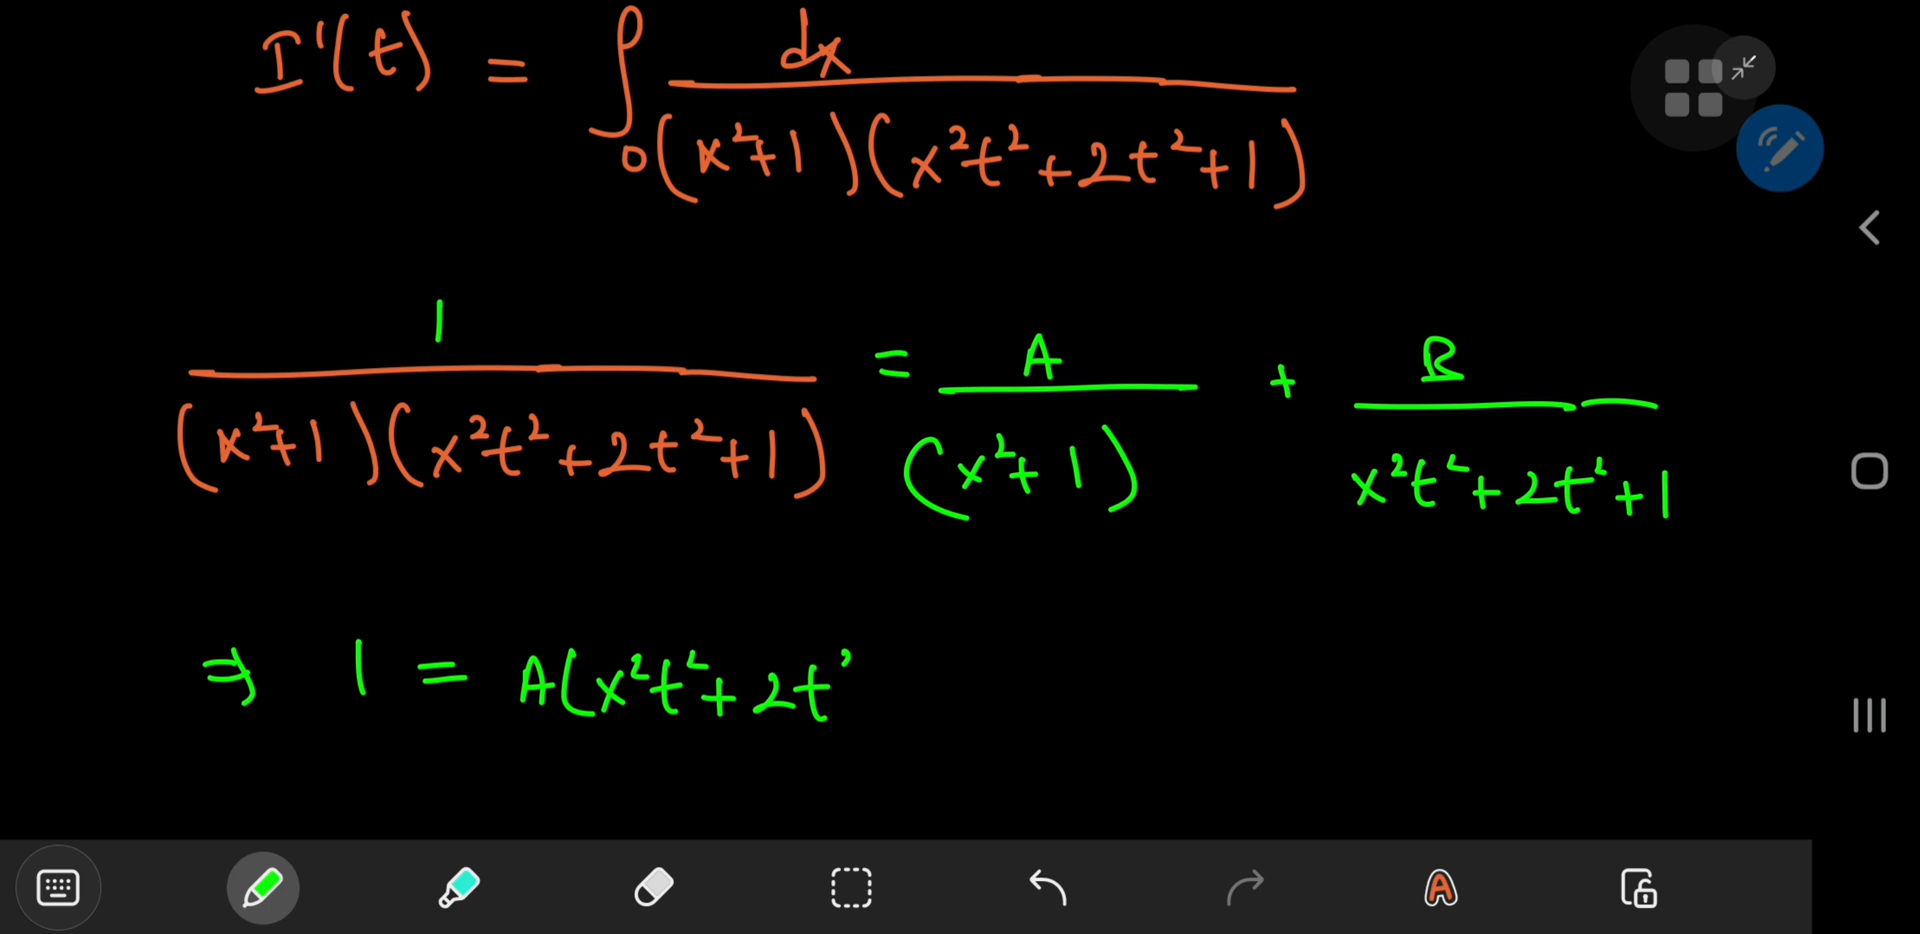 I'(t) = ∫₀ dx / (x²+1)(x²t²+2t²+1)
1 / (x²+1)(x²t²+2t²+1) = A / (x²+1) + B / x²t²+2t²+1
⇒ 1 = A(x²t²+2t²
A